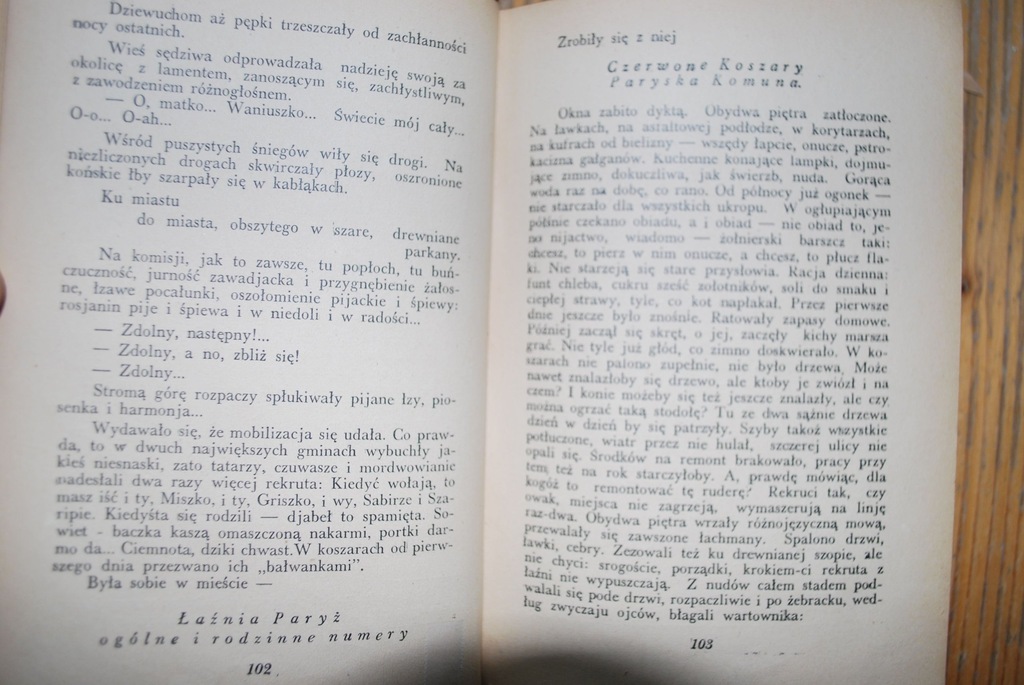 Dziewuchom aż pępki trzeszczały od zachłanności
nocy ostatnich.
Wieś sędziwa odprowadzała nadzieję swoją za
okolicę z lamentem, zanoszącym się, zachłystliwym,
z zawodzeniem różnogłośnem.
— O, matko... Waniuszko... Świecie mój cały...
O-o... O-ah...
Wśród puszystych śniegów wiły się drogi. Na
niezliczonych drogach skwirczały płozy, oszronione
końskie łby szarpały się w kabłąkach.
Ku miastu
do miasta, obszytego w szare, drewniane
parkany.
Na komisji, jak to zawsze, tu popłoch, tu buń-
czuczność, jurność zawadjacka i przygnębienie żałos-
ne, łzawe pocałunki, oszołomienie pijackie i śpiewy:
rosjanin pije i śpiewa i w niedoli i w radości...
— Zdolny, następny!...
— Zdolny, a no, zbliż się!
— Zdolny...
Stromą górę rozpaczy spłukiwały pijane łzy, pio-
senka i harmonja...
Wydawało się, że mobilizacja się udała. Co praw-
da, to w dwuch największych gminach wybuchły ja-
kieś niesnaski, zato tatarzy, czuwasze i mordwowianie
nadesłali dwa razy więcej rekruta: Kiedyć wołają, to
masz iść i ty, Miszko, i ty, Griszko, i wy, Sabirze i Sza-
ripie. Kiedyśta się rodzili — djabeł to spamięta. So-
wiet - baczka kaszą omaszczoną nakarmi, portki dar-
mo da... Ciemnota, dziki chwast. W koszarach od pierw-
szego dnia przezwano ich „bałwankami".
Była sobie w mieście —
Łaźnia Paryż
ogólne i rodzinne numery
102
Zrobiły się z niej
Czerwone Koszary
Paryska Komuna.
Okna zabito dyktą. Obydwa piętra zatłoczone.
Na ławkach, na asfaltowej podłodze, w korytarzach,
na kufrach od bielizny — wszędy łapcie, onucze, pstro-
kacizna gałganów. Kuchenne konające lampki, dojmu-
jące zimno, dokuczliwa, jak świerzb, nuda. Gorąca
woda raz na dobę, co rano. Od północy już ogonek —
nie starczało dla wszystkich ukropu. W ogłupiającym
półśnie czekano obiadu, a i obiad — nie obiad to, je-
no nijactwo, wiadomo — żołnierski barszcz taki:
chcesz, to pierz w nim onucze, a chcesz, to płucz fla-
ki. Nie starzeją się stare przysłowia. Racja dzienna:
funt chleba, cukru sześć zołotników, soli do smaku i
ciepłej strawy, tyle, co kot napłakał. Przez pierwsze
dnie jeszcze było znośnie. Ratowały zapasy domowe.
Później zaczął się skręt, o jej, zaczęły kichy marsza
grać. Nie tyle już głód, co zimno doskwierało. W ko-
szarach nie palono zupełnie, nie było drzewa. Może
nawet znalazłoby się drzewo, ale ktoby je zwiózł i na
czem? I konie możeby się też jeszcze znalazły, ale czy
można ogrzać taką stodołę? Tu ze dwa sążnie drzewa
dzień w dzień by się patrzyły. Szyby takoż wszystkie
potłuczone, wiatr przez nie hulał, szczerej ulicy nie
opali się. Środków na remont brakowało, pracy przy
tem też na rok starczyłoby. A, prawdę mówiąc, dla
kogóż to remontować tę ruderę? Rekruci tak, czy
owak, miejsca nie zagrzeją, wymaszerują na linję
raz-dwa. Obydwa piętra wrzały różnojęzyczną mową,
przewalały się zawszone łachmany. Spalono drzwi,
ławki, cebry. Zezowali też ku drewnianej szopie, ale
nie chyci: srogoście, porządki, krokiem-ci rekruta z
łaźni nie wypuszczają. Z nudów całem stadem pod-
walali się pode drzwi, rozpaczliwie i po żebracku, wed-
ług zwyczaju ojców, błagali wartownika:
103